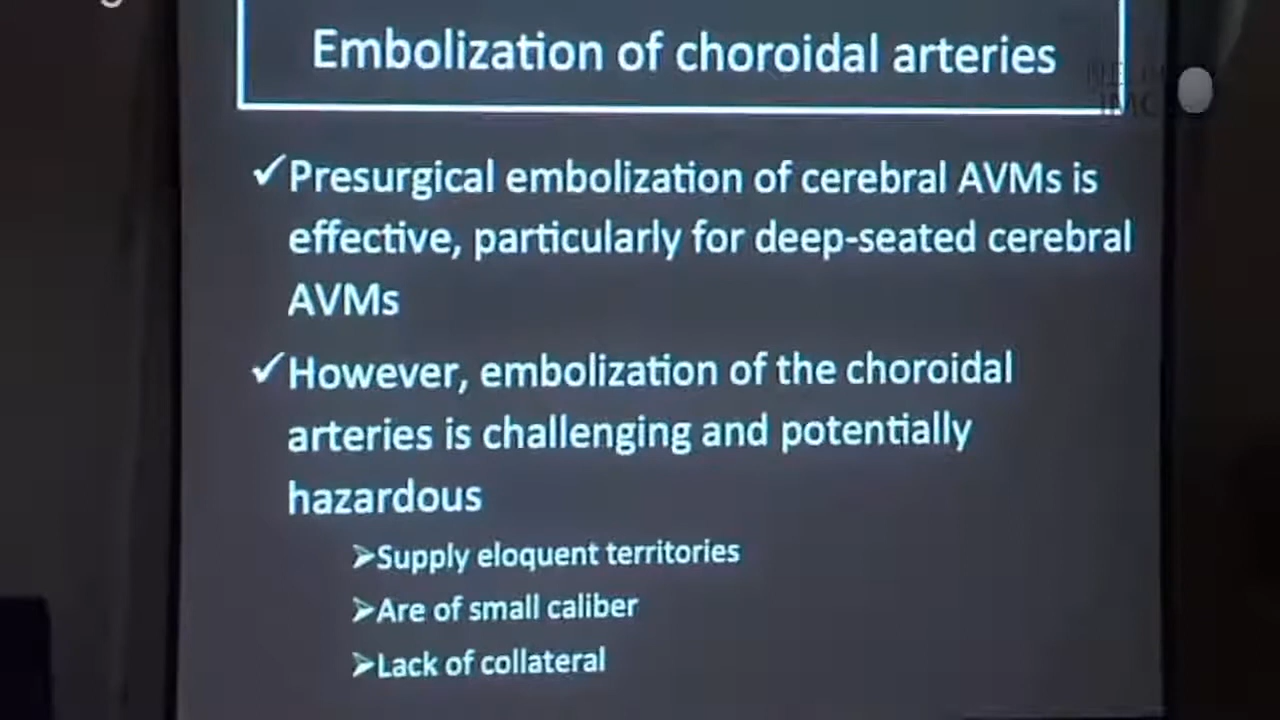 Embolization of choroidal arteries
✓Presurgical embolization of cerebral AVMs is
effective, particularly for deep-seated cerebral
AVMs
✓However, embolization of the choroidal
arteries is challenging and potentially
hazardous
➢Supply eloquent territories
➢Are of small caliber
➢Lack of collateral